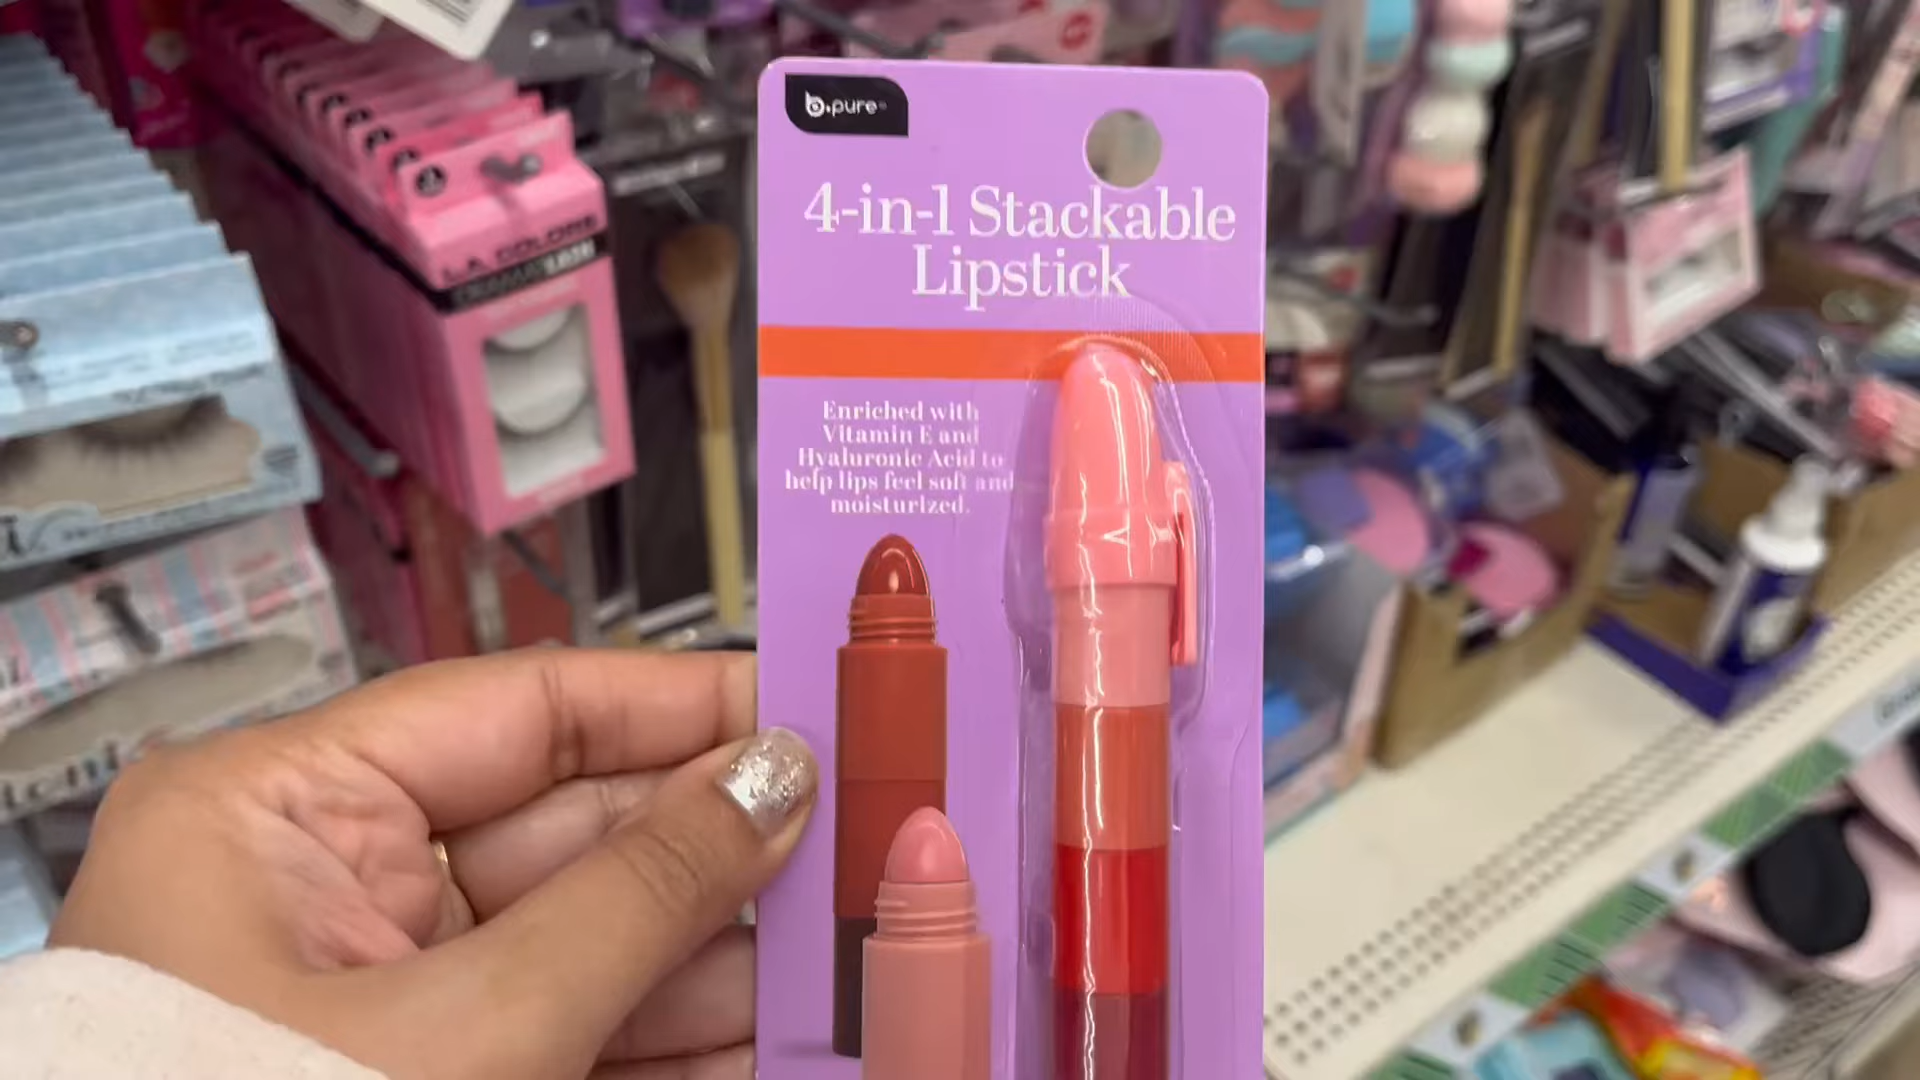 b.pure
4-in-1 Stackable
Lipstick
Enriched with
Vitamin E and
Hyaluronic Acid to
help lips feel soft and
moisturized.
L.A. COLORS